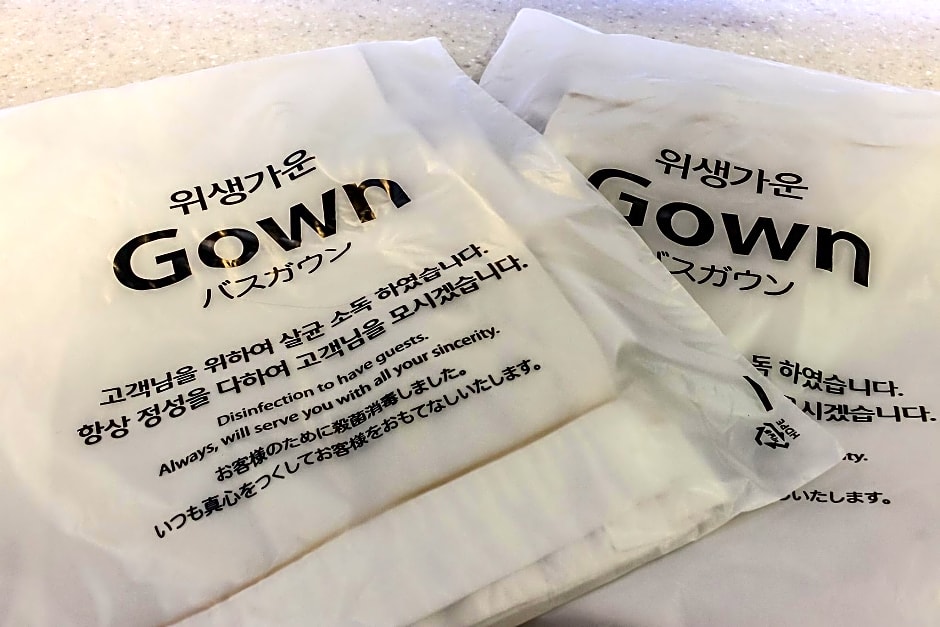 위생가운
Gown
バスガウン
고객님을 위하여 살균 소독 하였습니다.
항상 정성을 다하여 고객님을 모시겠습니다.
Disinfection to have guests.
Always, will serve you with all your sincerity.
お客様のために殺菌消毒しました。
いつも真心をつくしてお客様をおもてなしいたします。
HDPE
위생가운
Gown
バスガウン
독 하였습니다.
모시겠습니다.
ty.
いたします。